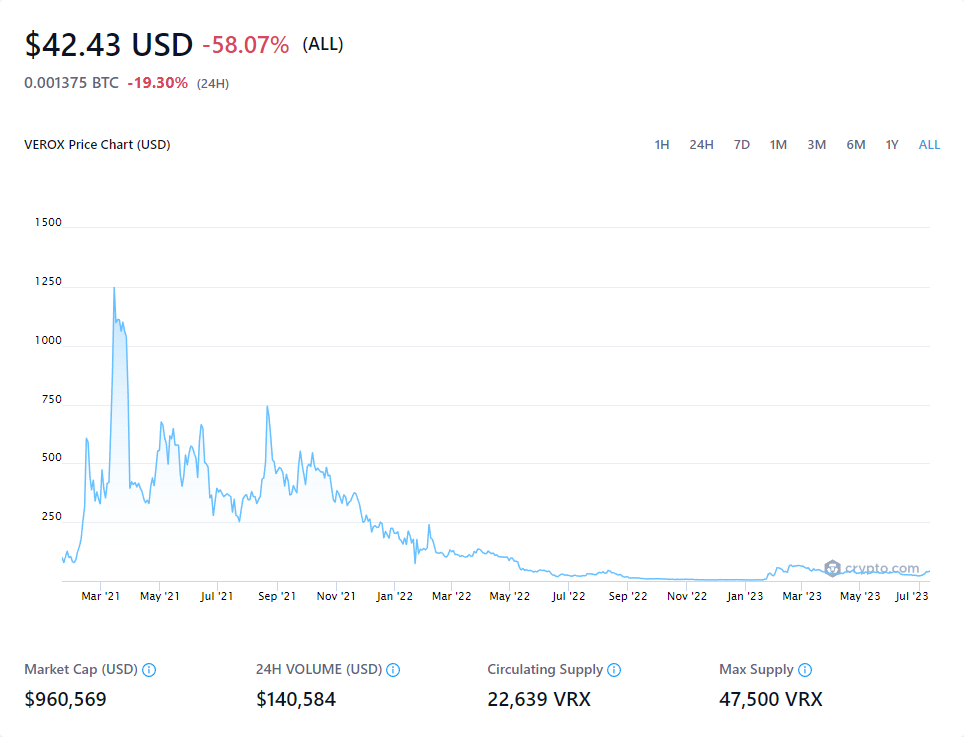 $42.43 USD -58.07% (ALL)
0.001375 BTC -19.30% (24H)
VEROX Price Chart (USD) 1H 24H 7D 1M 3M 6M 1Y ALL
1500
1250
1000
750
500
250
crypto.com
Mar '21 May '21 Jul '21 Sep '21 Nov '21 Jan '22 Mar '22 May '22 Jul '22 Sep '22 Nov '22 Jan '23 Mar '23 May '23 Jul '23
Market Cap (USD) 24H VOLUME (USD) Circulating Supply Max Supply
$960,569 $140,584 22,639 VRX 47,500 VRX